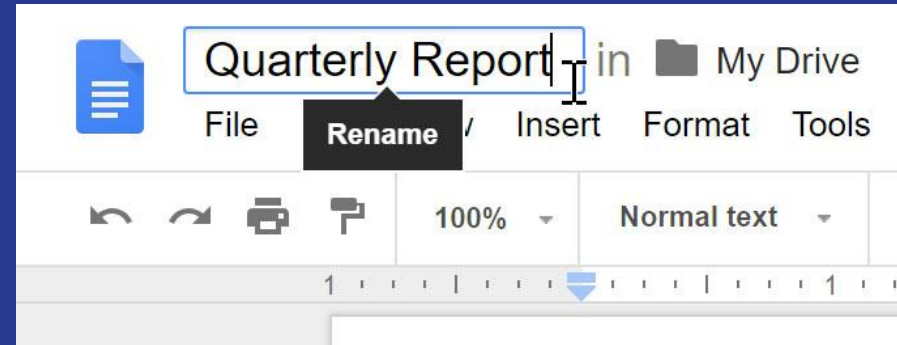 Quarterly Report in My Drive
File Insert Format Tools
Rename
100% Normal text
1 1